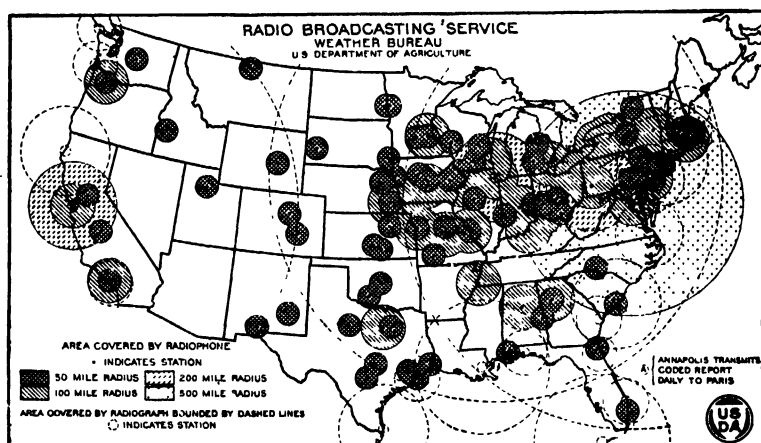 RADIO BROADCASTING SERVICE
WEATHER BUREAU
U S DEPARTMENT OF AGRICULTURE
AREA COVERED BY RADIOPHONE
• INDICATES STATION
50 MILE RADIUS
200 MILE RADIUS
100 MILE RADIUS
500 MILE RADIUS
AREA COVERED BY RADIOGRAPH BOUNDED BY DASHED LINES
INDICATES STATION
ANNAPOLIS TRANSMITS
CODED REPORT
DAILY TO PARIS
US
DA